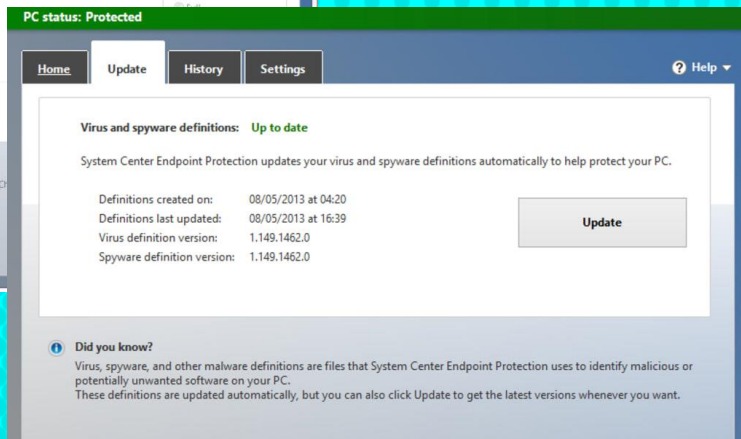 PC status: Protected
Home Update History Settings Help
Virus and spyware definitions: Up to date
System Center Endpoint Protection updates your virus and spyware definitions automatically to help protect your PC.
Definitions created on: 08/05/2013 at 04:20
Definitions last updated: 08/05/2013 at 16:39
Virus definition version: 1.149.1462.0
Spyware definition version: 1.149.1462.0
Update
Did you know?
Virus, spyware, and other malware definitions are files that System Center Endpoint Protection uses to identify malicious or
potentially unwanted software on your PC.
These definitions are updated automatically, but you can also click Update to get the latest versions whenever you want.